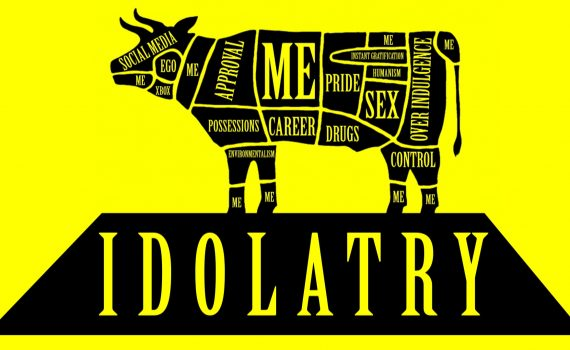 SOCIAL MEDIA
EGO
ME
XBOX
ME
APPROVAL
ME
PRIDE
ME
INSTANT GRATIFICATION
HUMANISM
SEX
OVER INDULGENCE
ME
POSSESSIONS
CAREER
DRUGS
ENVIRONMENTALISM
CONTROL
ME
ME
ME
ME
IDOLATRY